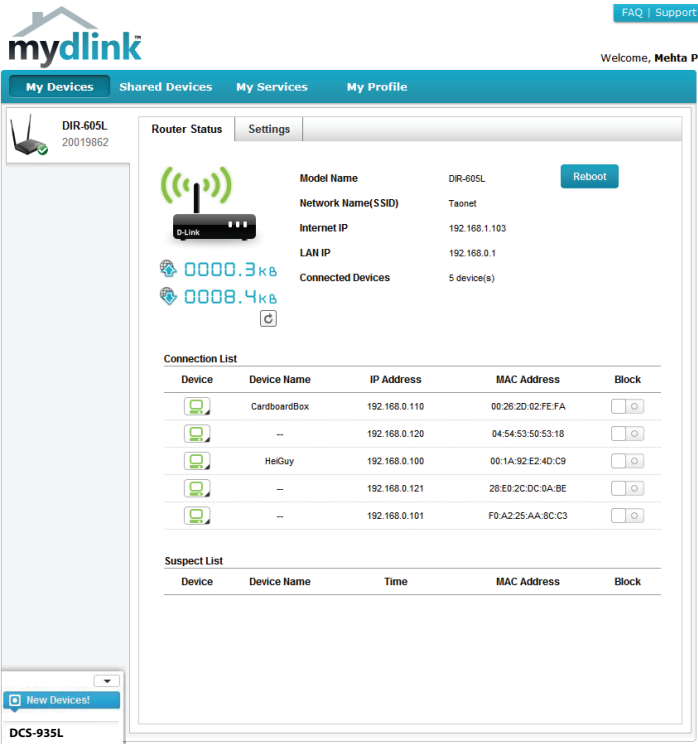 FAQ | Support
mydlink™
Welcome, Mehta P
My Devices Shared Devices My Services My Profile
DIR-605L
20019862
Router Status Settings
D-Link
0000.3 KB
0008.4 KB
Model Name DIR-605L Reboot
Network Name(SSID) Taonet
Internet IP 192.168.1.103
LAN IP 192.168.0.1
Connected Devices 5 device(s)
Connection List
Device Device Name IP Address MAC Address Block
CardboardBox 192.168.0.110 00:26:2D:02:FE:FA
-- 192.168.0.120 04:54:53:50:53:18
HeiGuy 192.168.0.100 00:1A:92:E2:4D:C9
-- 192.168.0.121 28:E0:2C:DC:0A:BE
-- 192.168.0.101 F0:A2:25:AA:8C:C3
Suspect List
Device Device Name Time MAC Address Block
New Devices!
DCS-935L